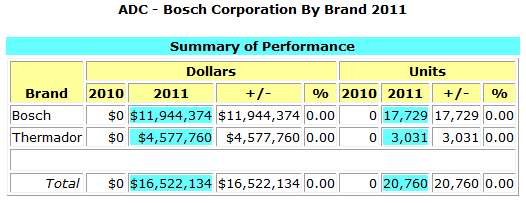 ADC - Bosch Corporation By Brand 2011
Summary of Performance
Brand Dollars Units
2010 2011 +/- % 2010 2011 +/- %
Bosch $0 $11,944,374 $11,944,374 0.00 0 17,729 17,729 0.00
Thermador $0 $4,577,760 $4,577,760 0.00 0 3,031 3,031 0.00
Total $0 $16,522,134 $16,522,134 0.00 0 20,760 20,760 0.00